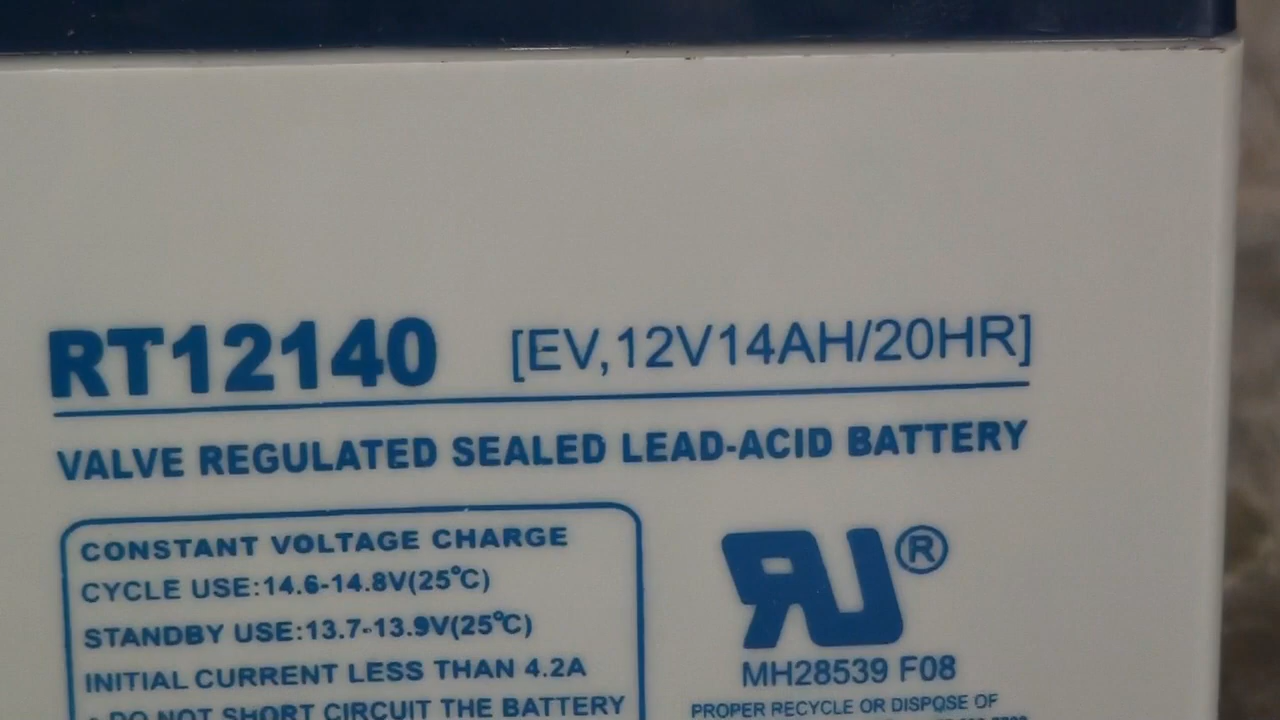 RT12140 [EV,12V14AH/20HR]
VALVE REGULATED SEALED LEAD-ACID BATTERY
CONSTANT VOLTAGE CHARGE
CYCLE USE:14.6-14.8V(25℃)
STANDBY USE:13.7-13.9V(25℃)
INITIAL CURRENT LESS THAN 4.2A
• DO NOT SHORT CIRCUIT THE BATTERY
RU®
MH28539 F08
PROPER RECYCLE OR DISPOSE OF